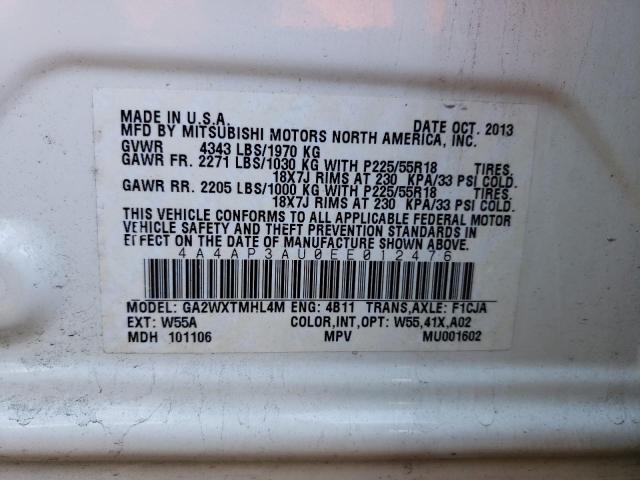 MADE IN U.S.A. DATE OCT. 2013
MFD BY MITSUBISHI MOTORS NORTH AMERICA, INC.
GVWR 4343 LBS/1970 KG
GAWR FR. 2271 LBS/1030 KG WITH P225/55R18 TIRES.
18X7J RIMS AT 230 KPA/33 PSI COLD.
GAWR RR. 2205 LBS/1000 KG WITH P225/55R18 TIRES.
18X7J RIMS AT 230 KPA/33 PSI COLD.
THIS VEHICLE CONFORMS TO ALL APPLICABLE FEDERAL MOTOR
VEHICLE SAFETY AND THEFT PREVENTION STANDARDS IN
EFFECT ON THE DATE OF MANUFACTURE SHOWN ABOVE.
4A4AP3AU0EE012476
MODEL: GA2WXTMHL4M ENG: 4B11 TRANS,AXLE: F1CJA
EXT: W55A COLOR,INT,OPT: W55,41X,A02
MDH 101106 MPV MU001602